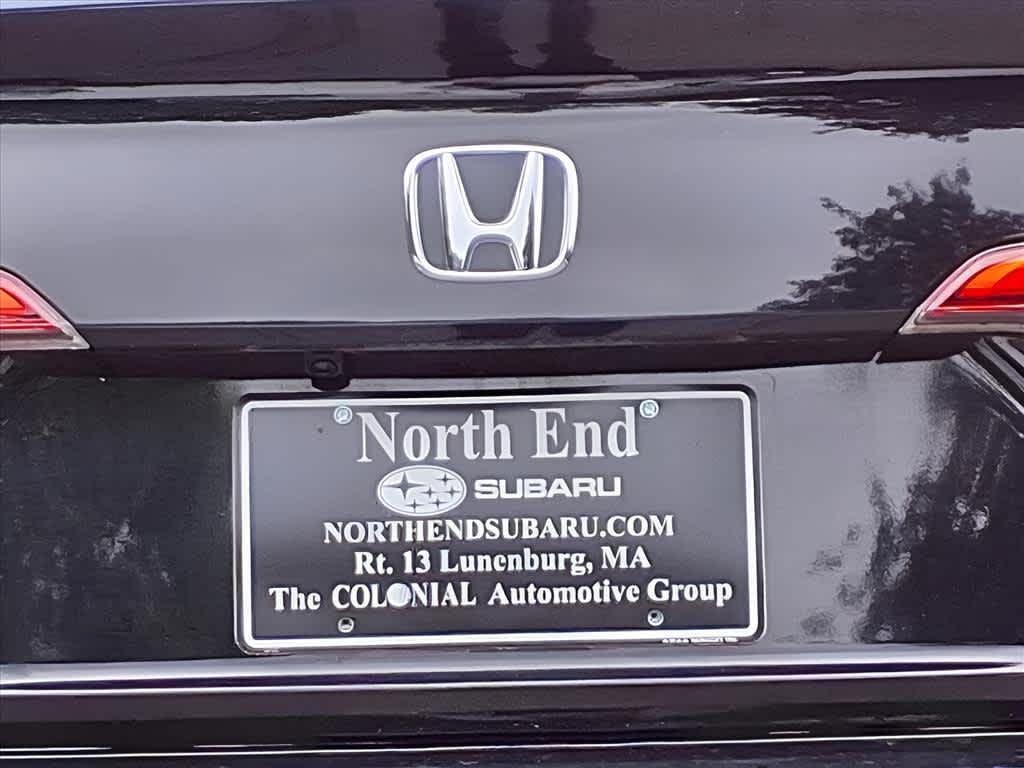 North End
SUBARU
NORTHENDSUBARU.COM
Rt. 13 Lunenburg, MA
The COLONIAL Automotive Group